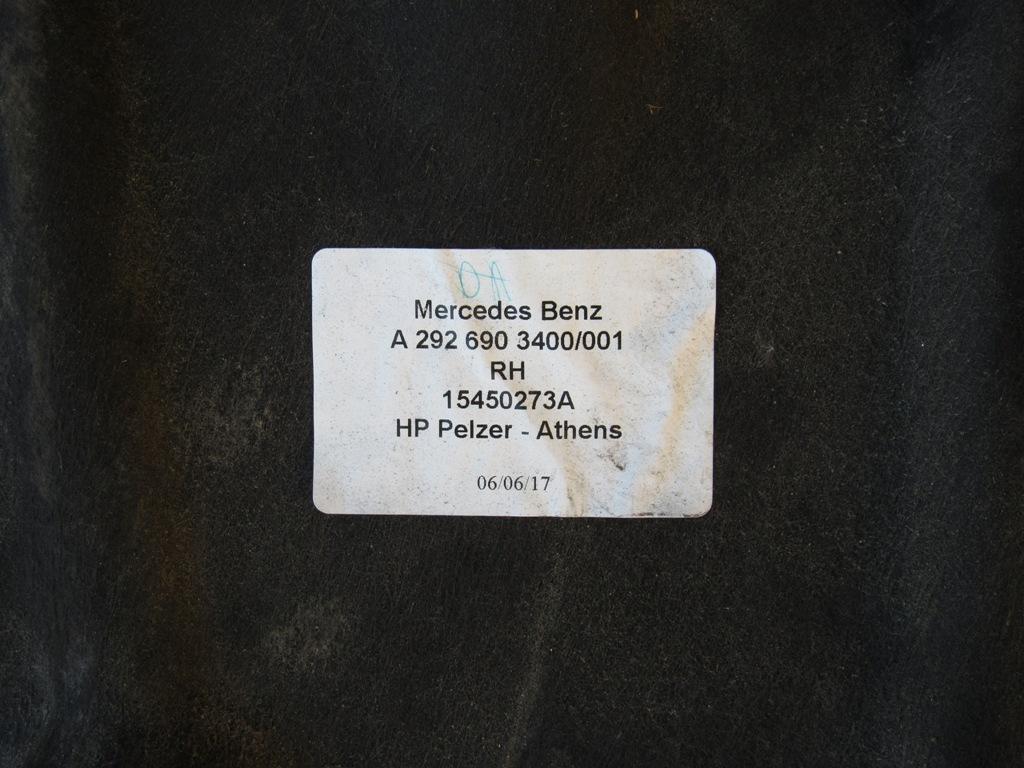 Mercedes Benz
A 292 690 3400/001
RH
15450273A
HP Pelzer - Athens
06/06/17